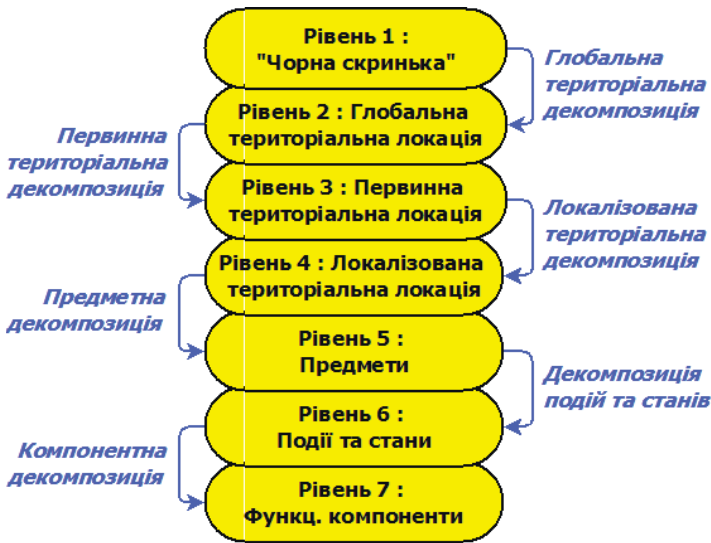 Рівень 1 :
"Чорна скринька"
Глобальна
територіальна
декомпозиція
Рівень 2 : Глобальна
територіальна локація
Первинна
територіальна
декомпозиція
Рівень 3 : Первинна
територіальна локація
Локалізована
територіальна
декомпозиція
Рівень 4 : Локалізована
територіальна локація
Предметна
декомпозиція
Рівень 5 :
Предмети
Декомпозиція
подій та станів
Рівень 6 :
Події та стани
Компонентна
декомпозиція
Рівень 7 :
Функц. компоненти